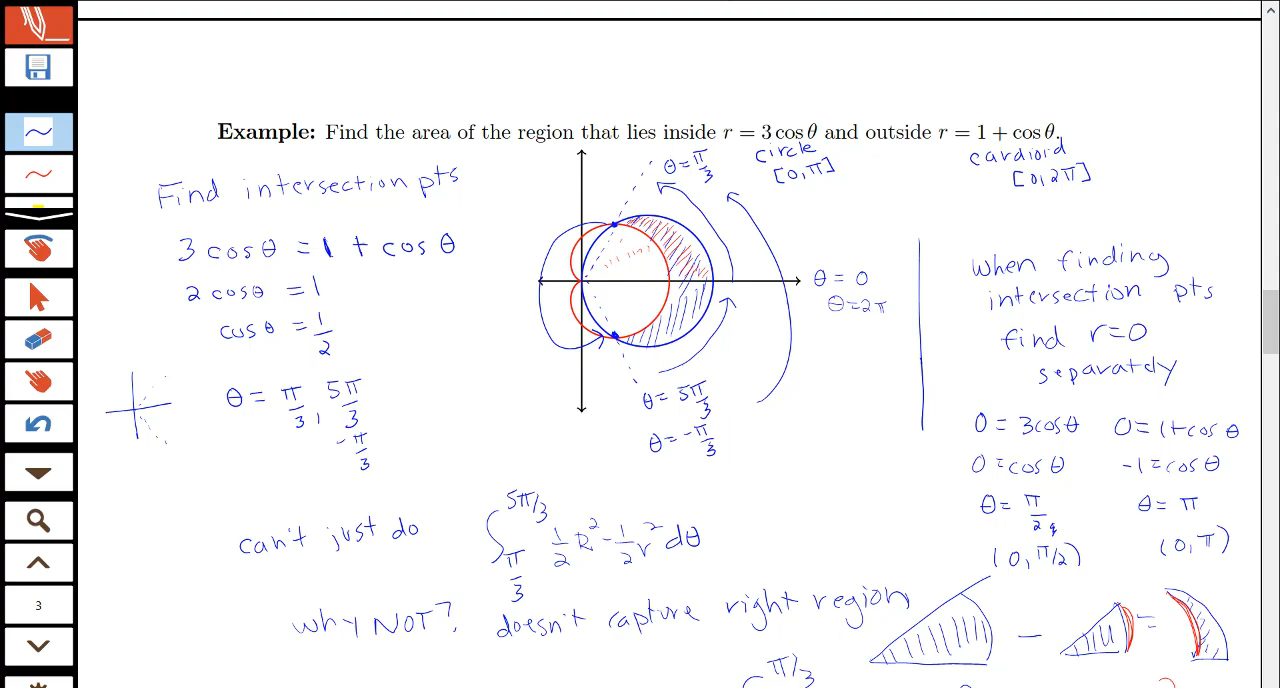 Example: Find the area of the region that lies inside r = 3 cos θ and outside r = 1 + cos θ.
circle
[0,π]
cardioid
[0,2π]
Find intersection pts
3 cos θ = 1 + cos θ
2 cos θ = 1
cos θ = 1/2
θ = π/3, 5π/3
-π/3
θ = π/3
θ = 0
θ = 2π
θ = 5π/3
θ = -π/3
when finding
intersection pts
find r=0
separately
0 = 3cos θ
0 = cos θ
θ = π/2
(0, π/2)
0 = 1+cos θ
-1 = cos θ
θ = π
(0, π)
can't just do ∫ π/3 5π/3 1/2 R² - 1/2 r² dθ
why NOT? doesn't capture right region
− =
π/3
3